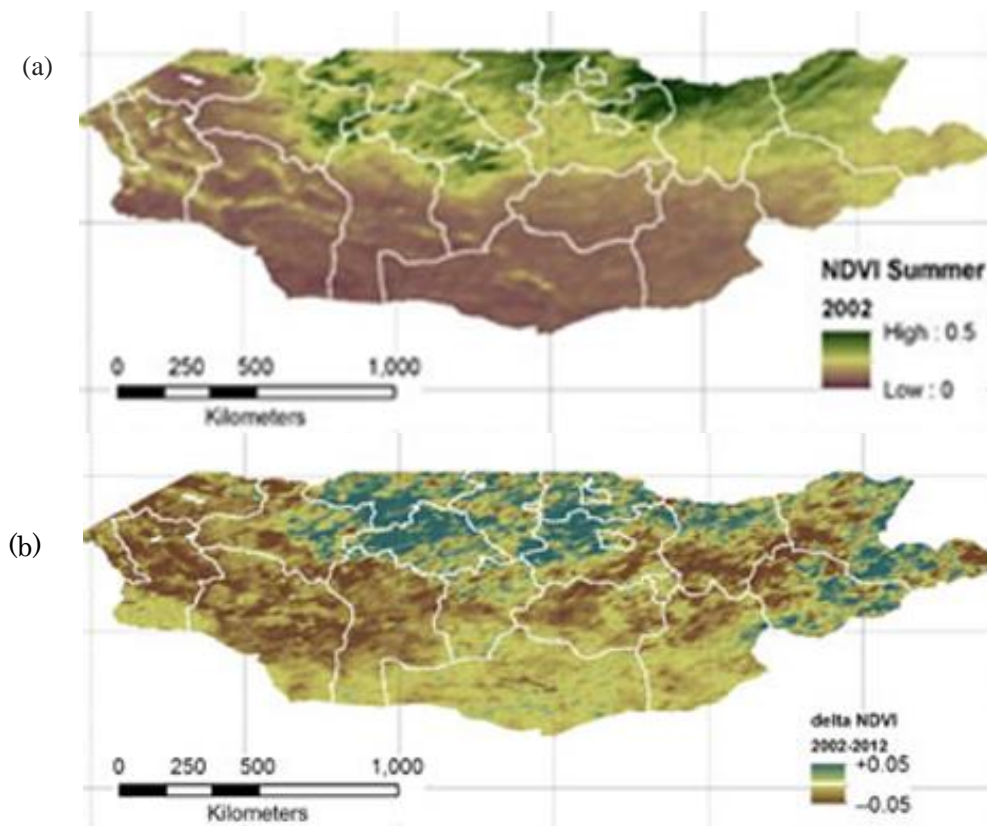 (a)
NDVI Summer
2002
High : 0.5
Low : 0
0 250 500 1,000
Kilometers
(b)
delta NDVI
2002-2012
+0.05
–0.05
0 250 500 1,000
Kilometers